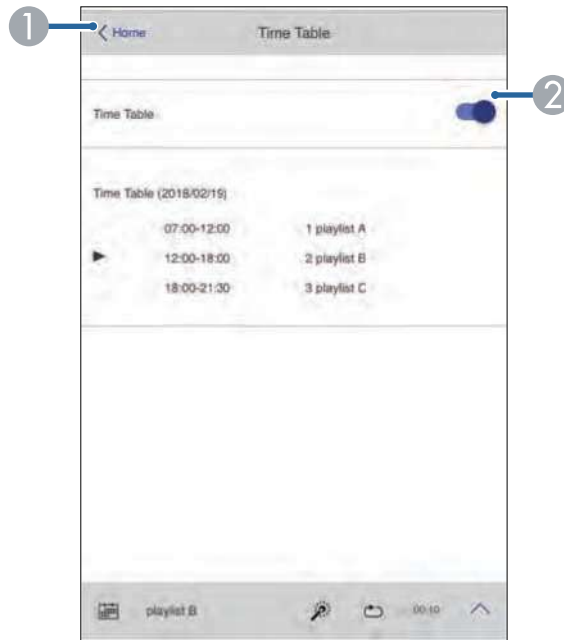 1
< Home Time Table
2
Time Table
Time Table (2018/02/19)
07:00-12:00 1 playlist A
12:00-18:00 2 playlist B
18:00-21:30 3 playlist C
playlist B 00:10